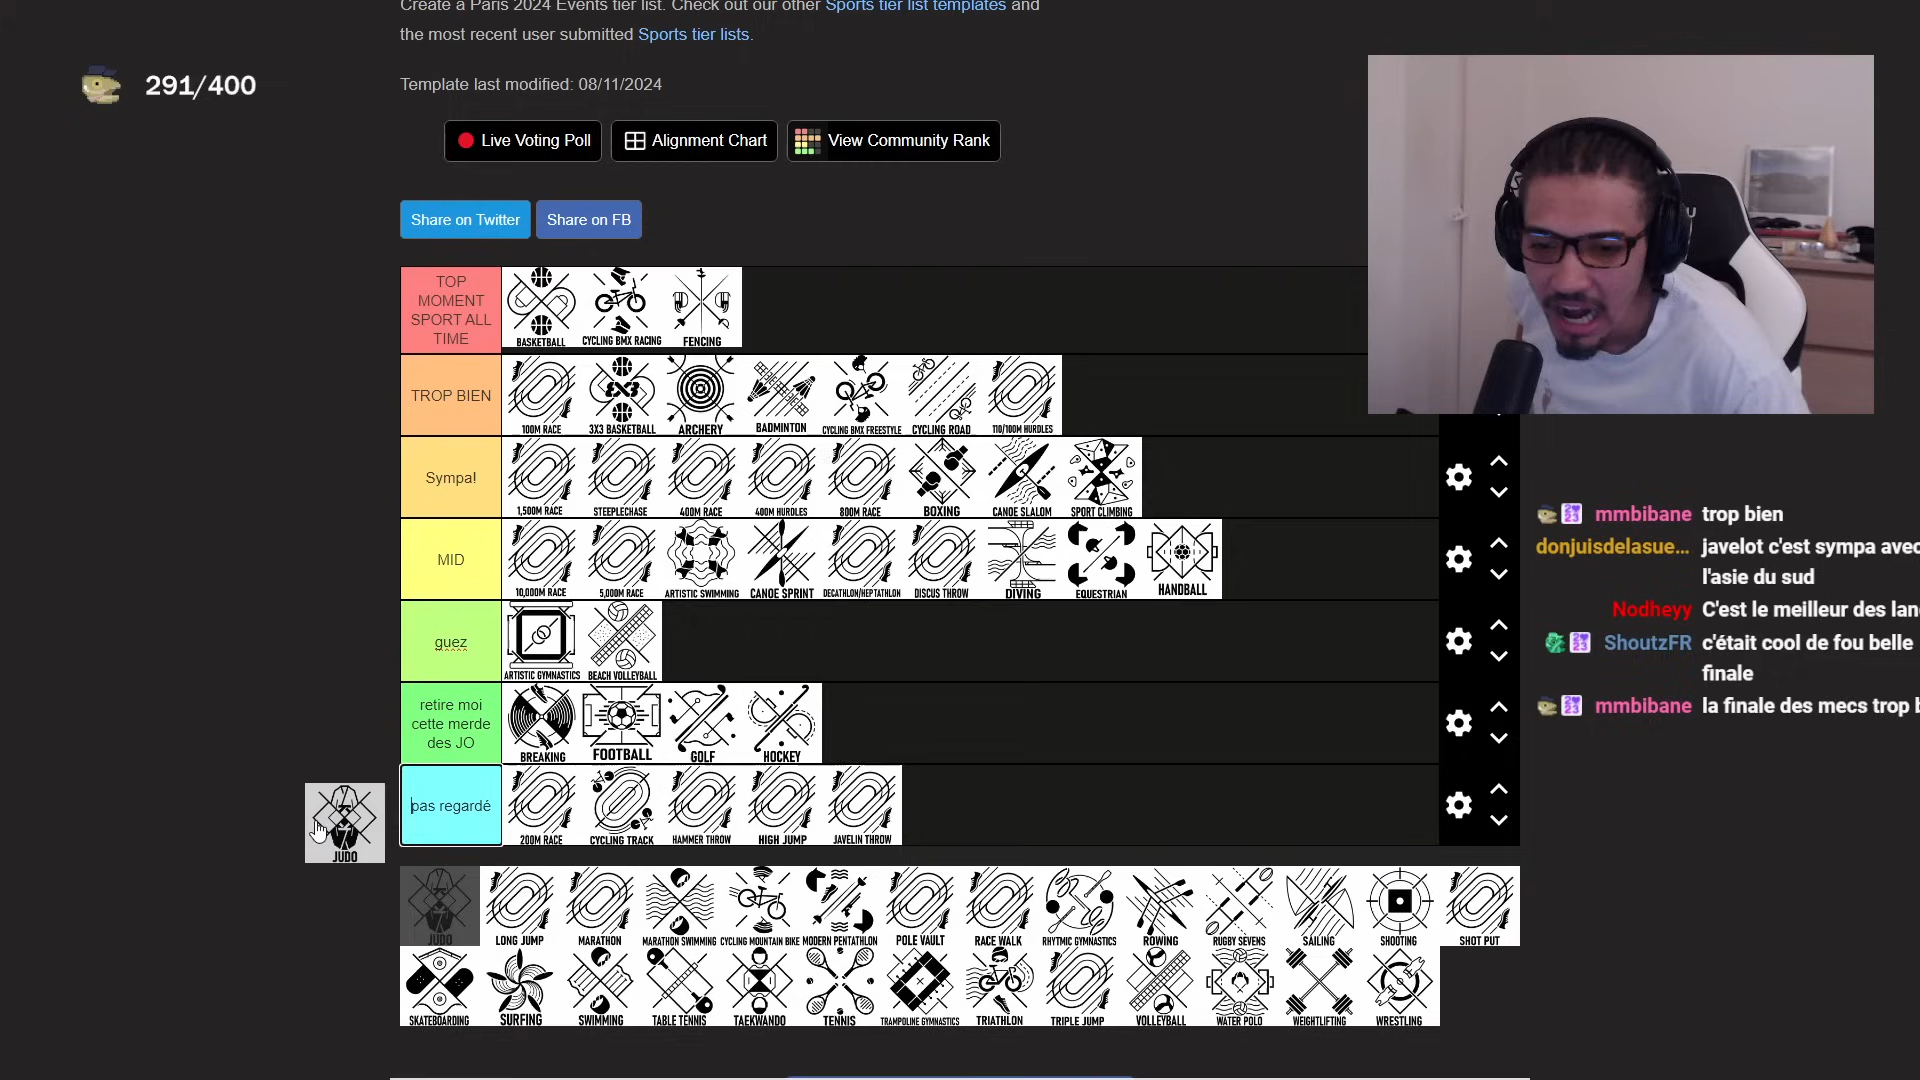 Create a Paris 2024 Events tier list. Check out our other Sports tier list templates and
the most recent user submitted Sports tier lists.
291/400
Template last modified: 08/11/2024
Live Voting Poll
Alignment Chart
View Community Rank
Share on Twitter
Share on FB
TOP
MOMENT
SPORT ALL
TIME
BASKETBALL
CYCLING BMX RACING
FENCING
TROP BIEN
100M RACE
3X3
3X3 BASKETBALL
ARCHERY
BADMINTON
CYCLING BMX FREESTYLE
CYCLING ROAD
110/100M HURDLES
Sympa!
1,500M RACE
STEEPLECHASE
400M RACE
400M HURDLES
800M RACE
BOXING
CANOE SLALOM
SPORT CLIMBING
MID
10,000M RACE
5,000M RACE
ARTISTIC SWIMMING
CANOE SPRINT
DECATHLON/HEPTATHLON
DISCUS THROW
DIVING
EQUESTRIAN
HANDBALL
guez
ARTISTIC GYMNASTICS
BEACH VOLLEYBALL
retire moi
cette merde
des JO
BREAKING
FOOTBALL
GOLF
HOCKEY
pas regardé
200M RACE
CYCLING TRACK
HAMMER THROW
HIGH JUMP
JAVELIN THROW
JUDO
JUDO
LONG JUMP
MARATHON
MARATHON SWIMMING
CYCLING MOUNTAIN BIKE
MODERN PENTATHLON
POLE VAULT
RACE WALK
RHYTMIC GYMNASTICS
ROWING
RUGBY SEVENS
SAILING
SHOOTING
SHOT PUT
SKATEBOARDING
SURFING
SWIMMING
TABLE TENNIS
TAEKWANDO
TENNIS
TRAMPOLINE GYMNASTICS
TRIATHLON
TRIPLE JUMP
VOLLEYBALL
WATER POLO
WEIGHTLIFTING
WRESTLING
mmbibane trop bien
donjuisdelasue... javelot c'est sympa avec
l'asie du sud
Nodheyy C'est le meilleur des lan
ShoutzFR c'était cool de fou belle
finale
mmbibane la finale des mecs trop b